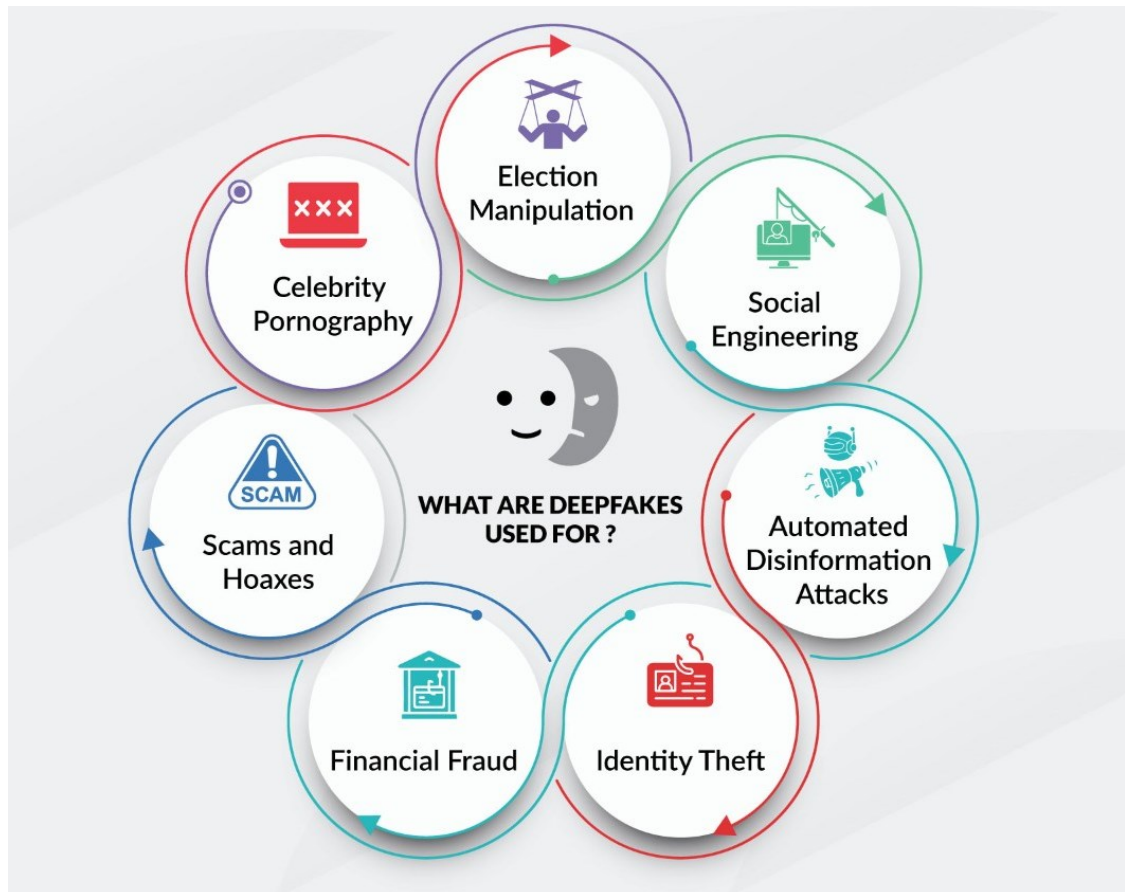 Election
Manipulation
Social
Engineering
Automated
Disinformation
Attacks
Identity Theft
Financial Fraud
SCAM
Scams and
Hoaxes
XXX
Celebrity
Pornography
WHAT ARE DEEPFAKES
USED FOR ?